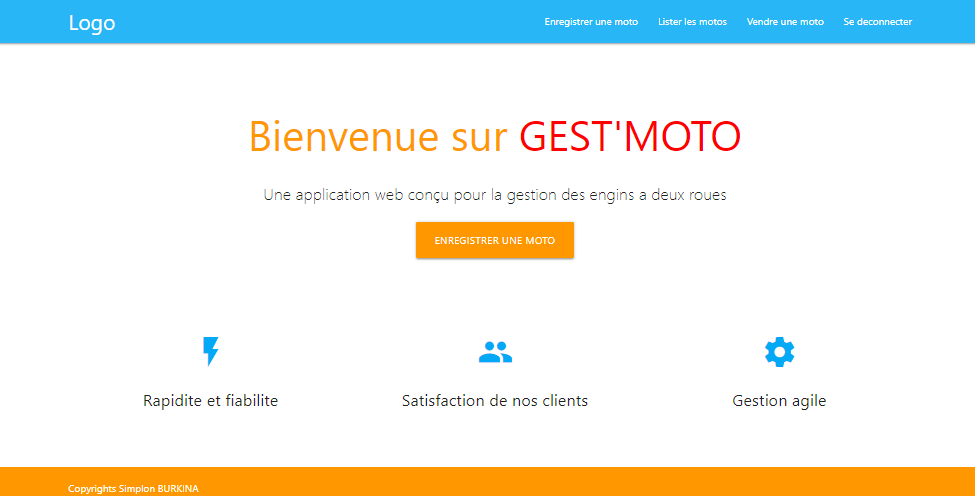 Logo
Enregistrer une moto
Lister les motos
Vendre une moto
Se deconnecter
Bienvenue sur GEST'MOTO
Une application web conçu pour la gestion des engins a deux roues
ENREGISTRER UNE MOTO
Rapidite et fiabilite
Satisfaction de nos clients
Gestion agile
Copyrights Simplon BURKINA